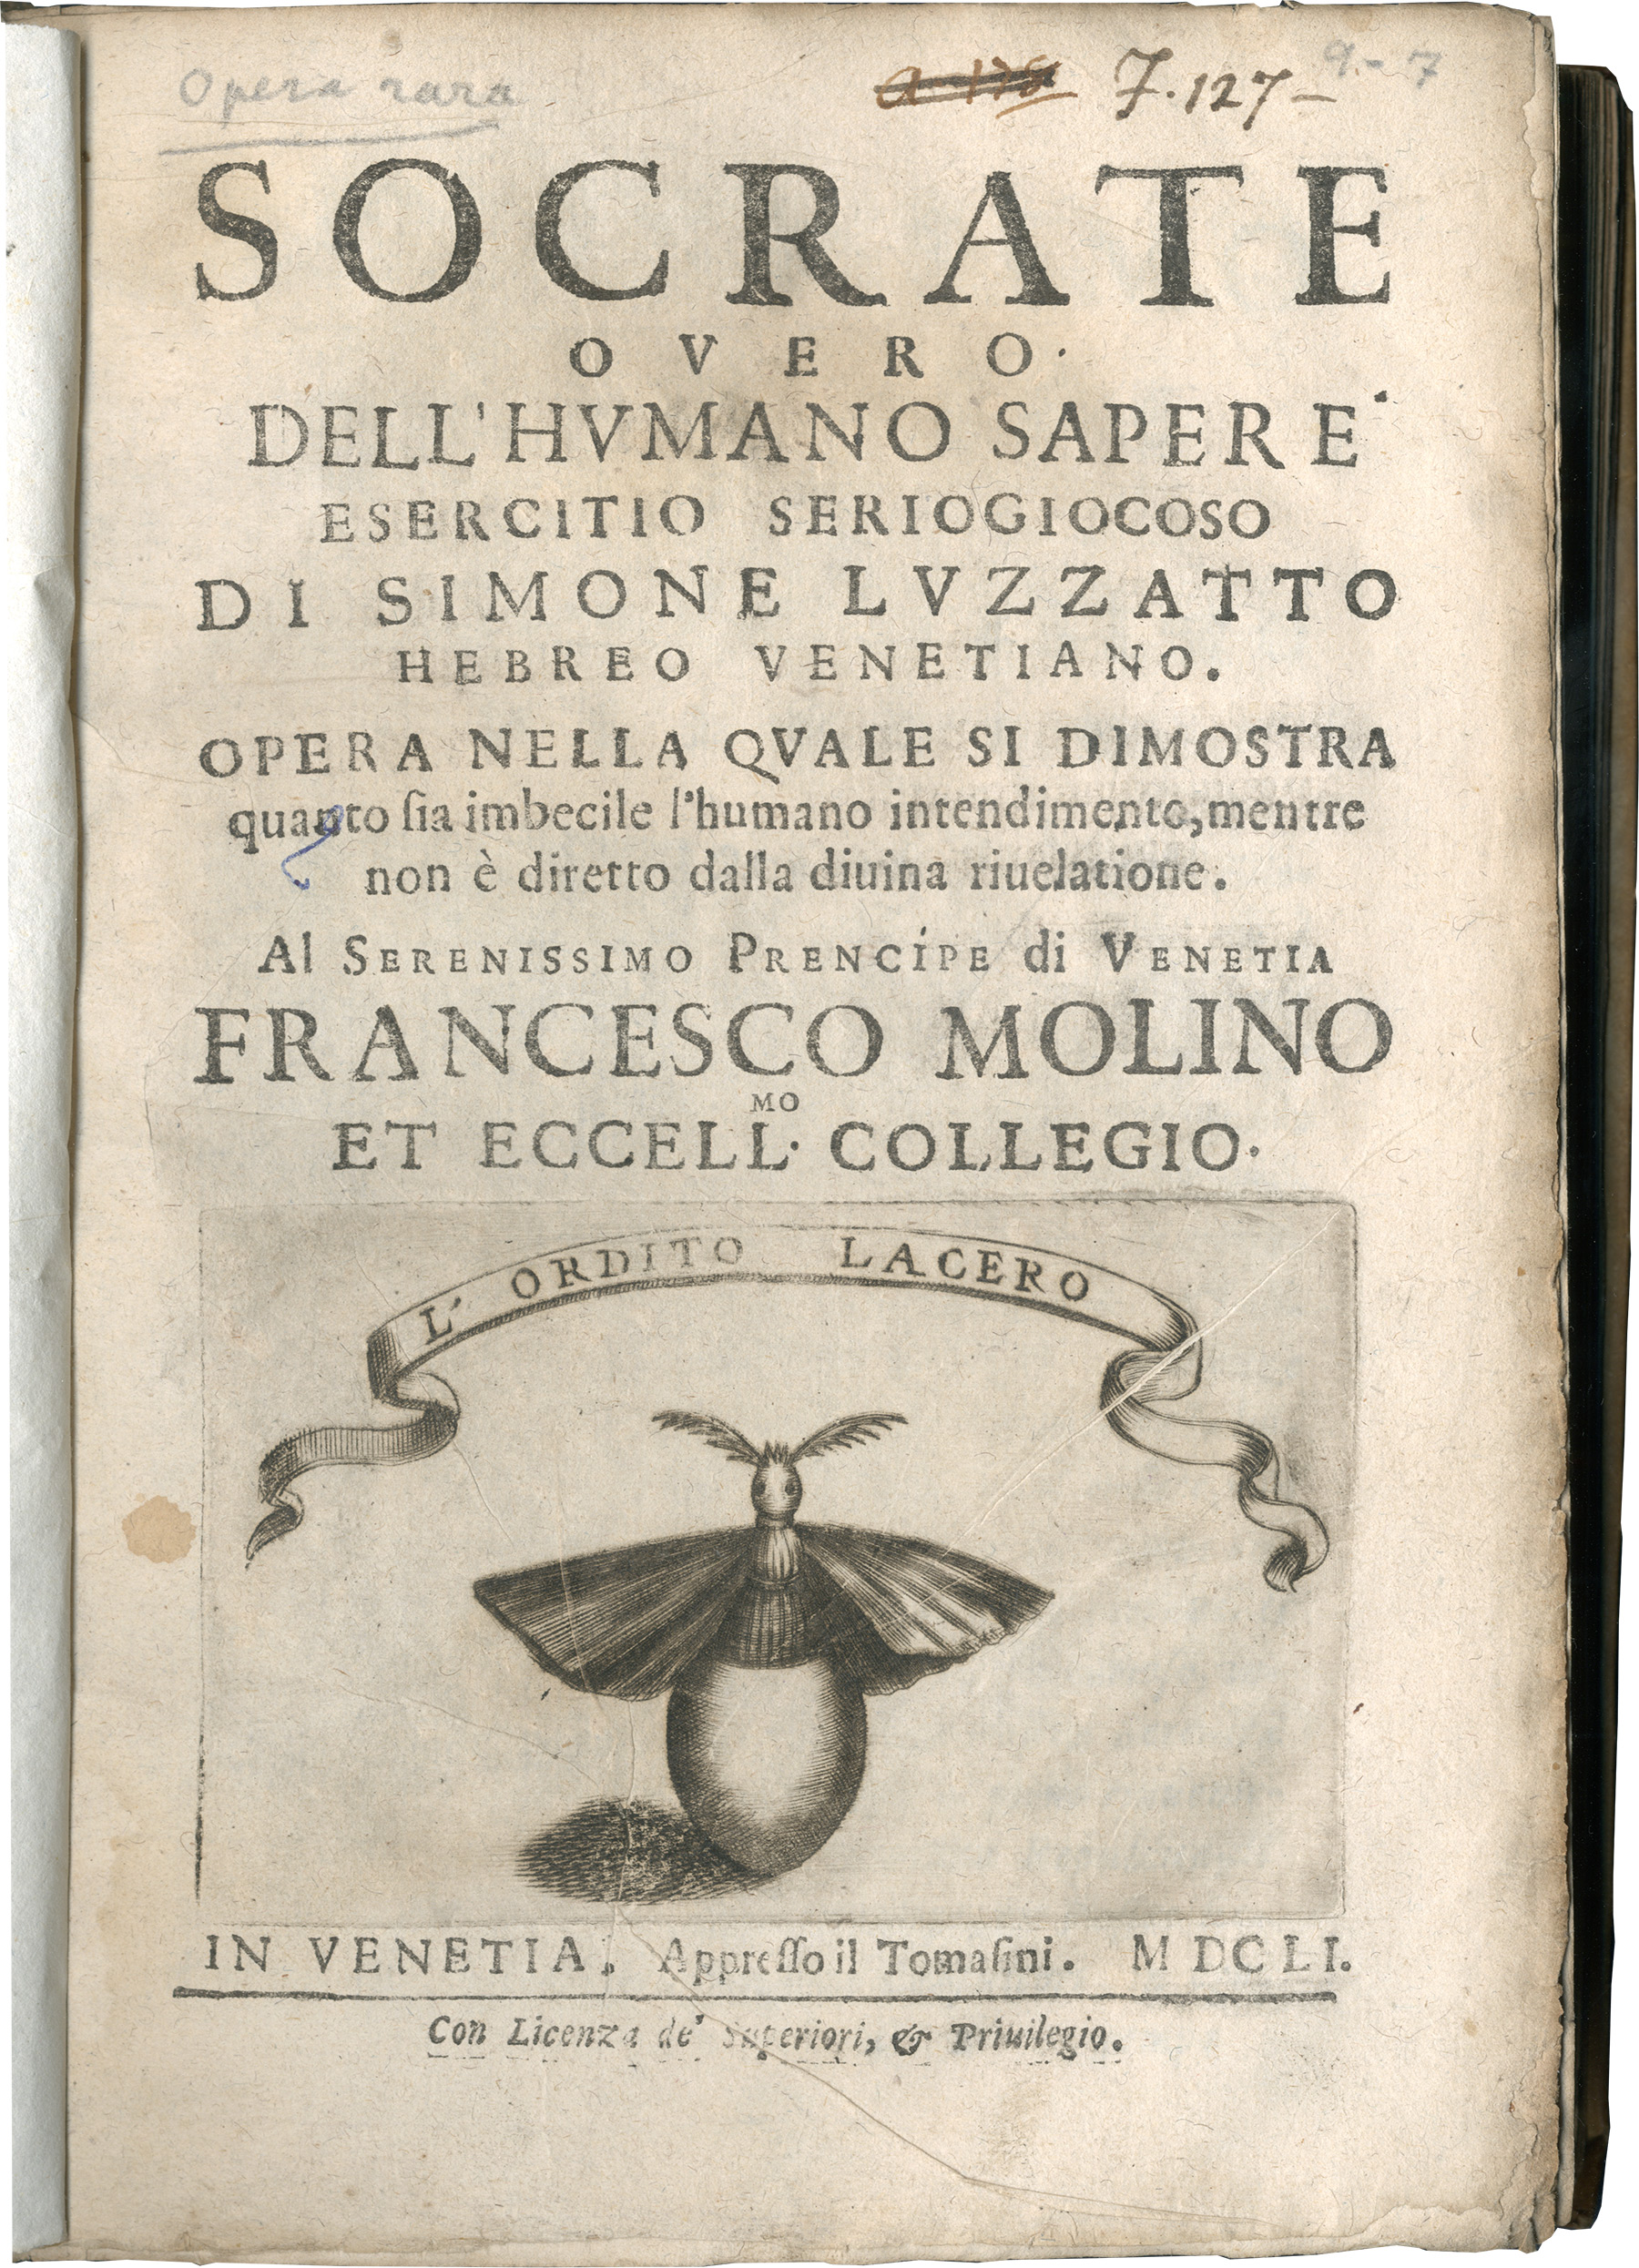 Opera rara
7.127- 9-7
SOCRATE
OVERO.
DELL'HVMANO SAPERE
ESERCITIO SERIOGIOCOSO
DI SIMONE LVZZATTO
HEBREO VENETIANO.
OPERA NELLA QVALE SI DIMOSTRA
quanto ſia imbecile l'humano intendimento, mentre
non è diretto dalla diuina riuelatione.
Al SERENISSIMO PRENCÍPE di VENETIA
FRANCESCO MOLINO
ET ECCELL.MO COLLEGIO.
L'ORDITO LACERO
IN VENETIA. Appreſſo il Tomaſini. MDCLI.
Con Licenza de' Superiori, & Priuilegio.